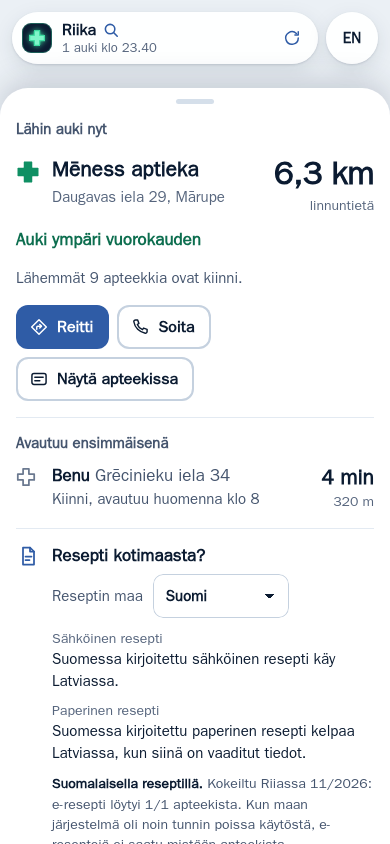 Riika
1 auki klo 23.40
EN
Lähin auki nyt
Mēness aptieka
6,3 km
Daugavas iela 29, Mārupe
linnuntietä
Auki ympäri vuorokauden
Lähemmät 9 apteekkia ovat kiinni.
Reitti
Soita
Näytä apteekissa
Avautuu ensimmäisenä
Benu Grēcinieku iela 34
4 min
Kiinni, avautuu huomenna klo 8
320 m
Resepti kotimaasta?
Reseptin maa
Suomi
Sähköinen resepti
Suomessa kirjoitettu sähköinen resepti käy
Latviassa.
Paperinen resepti
Suomessa kirjoitettu paperinen resepti kelpaa
Latviassa, kun siinä on vaaditut tiedot.
Suomalaisella reseptillä. Kokeiltu Riiassa 11/2026:
e-resepti löytyi 1/1 apteekista. Kun maan
järjestelmä oli noin tunnin poissa käytöstä, e-